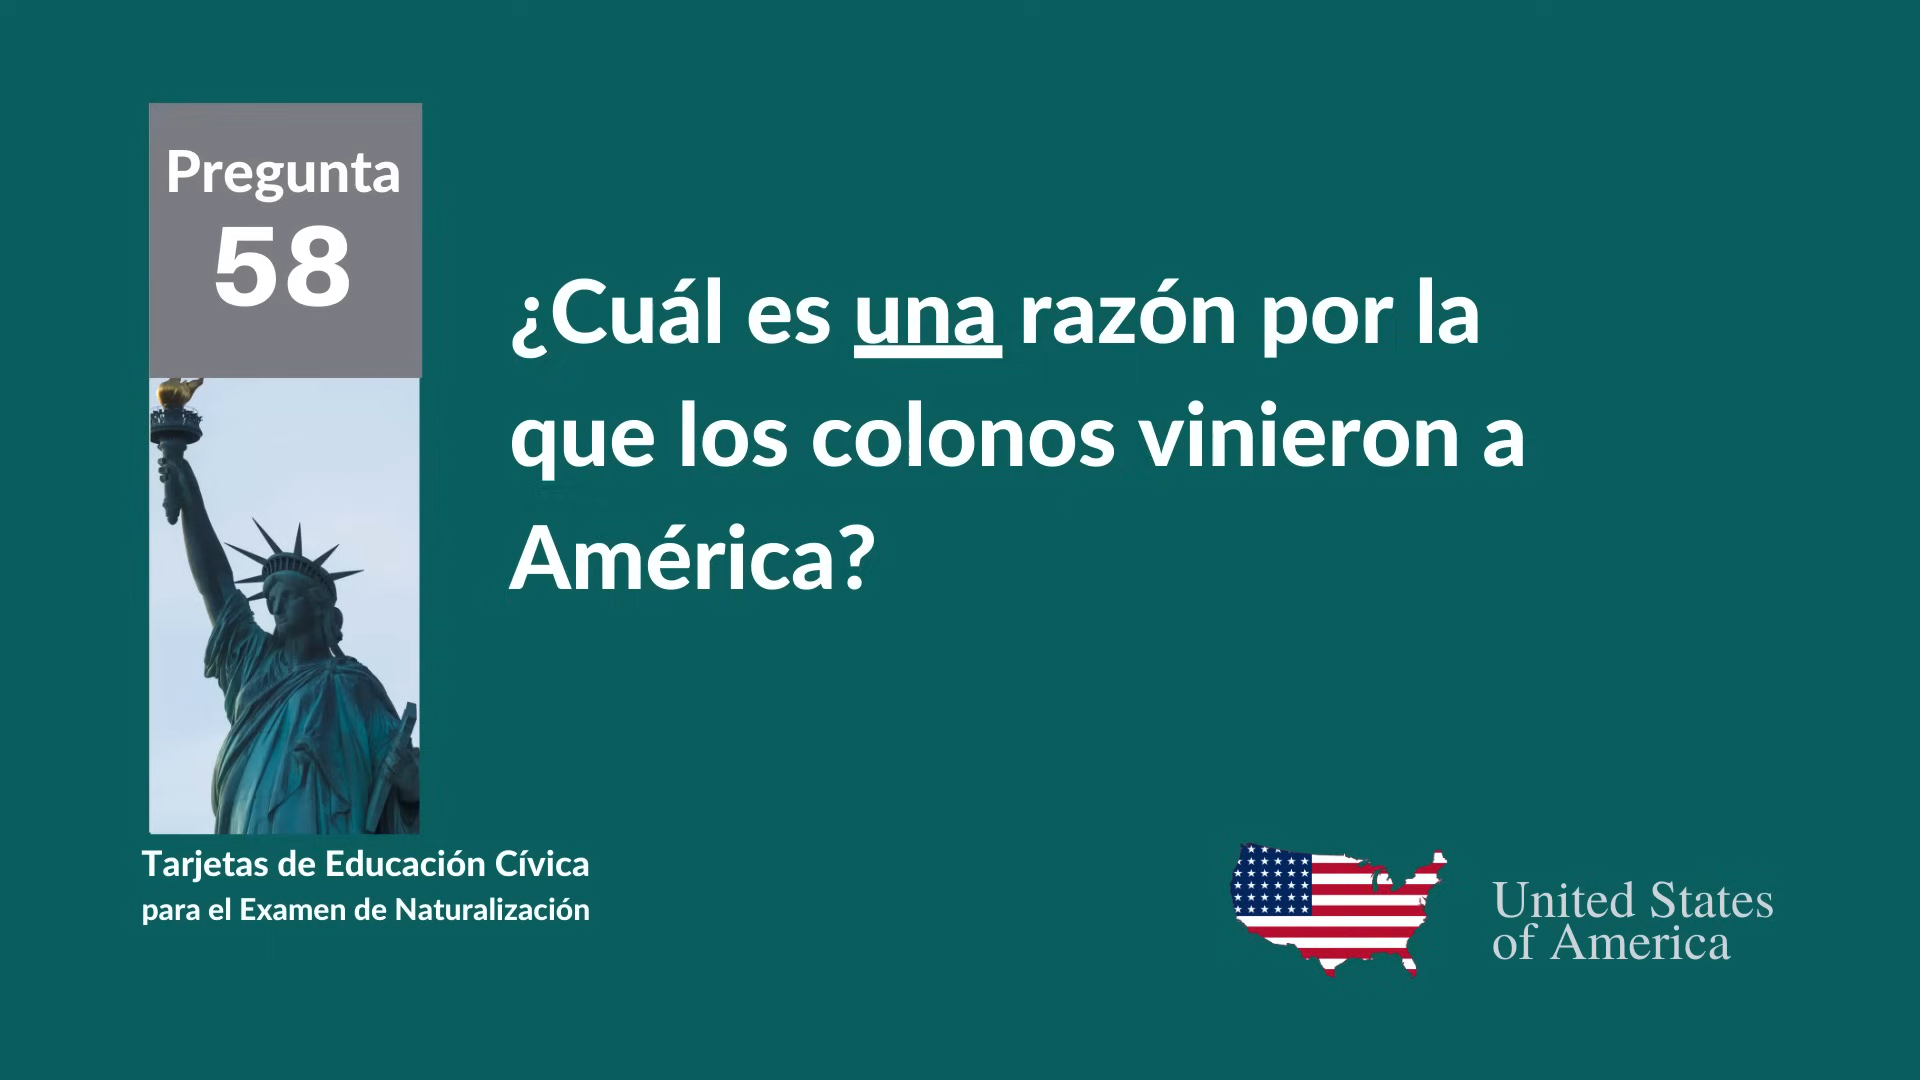 Pregunta
58
¿Cuál es una razón por la
que los colonos vinieron a
América?
Tarjetas de Educación Cívica
para el Examen de Naturalización
United States
of America